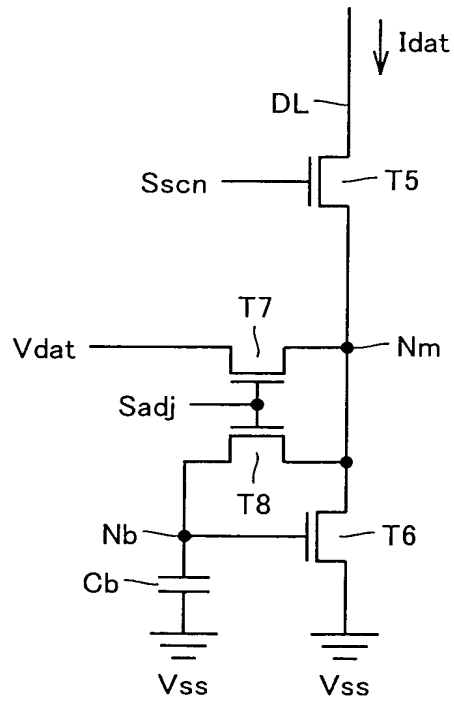 Idat
DL
Sscn
T5
T7
Vdat
Nm
Sadj
T8
Nb
T6
Cb
Vss
Vss